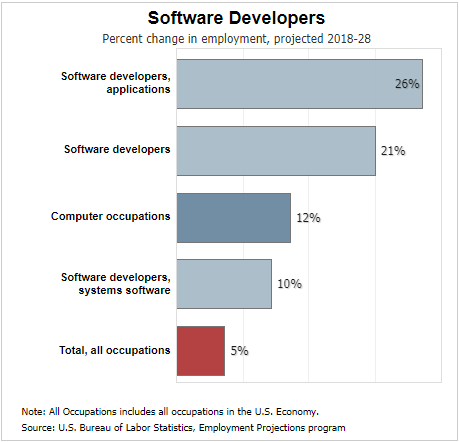 Software Developers
Percent change in employment, projected 2018-28
Software developers,
applications
26%
Software developers
21%
Computer occupations
12%
Software developers,
systems software
10%
Total, all occupations
5%
Note: All Occupations includes all occupations in the U.S. Economy.
Source: U.S. Bureau of Labor Statistics, Employment Projections program